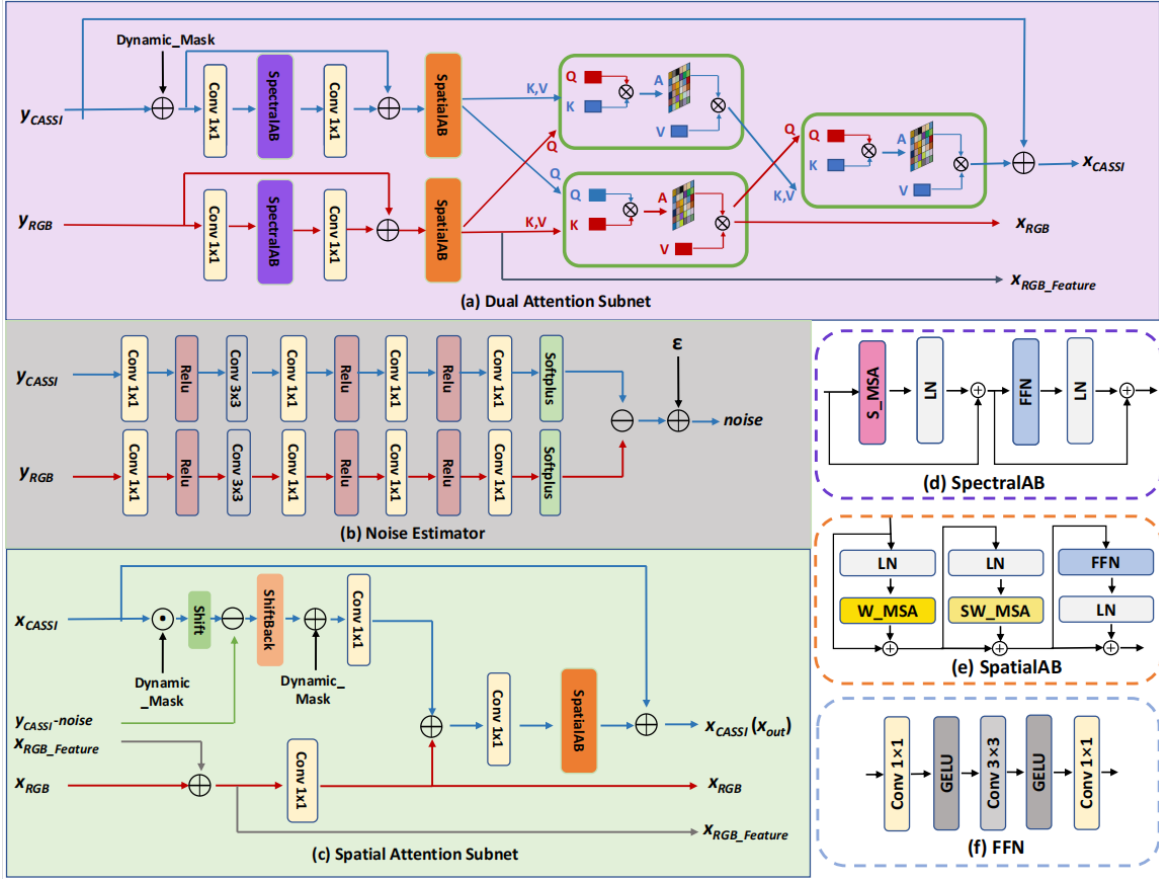 Dynamic_Mask
y_CASSI
Conv 1x1
SpectralAB
Conv 1x1
SpatialAB
K,V
Q
Q
K
A
V
Q
Q
K
A
V
x_CASSI
y_RGB
Conv 1x1
SpectralAB
Conv 1x1
SpatialAB
Q
K,V
Q
K
A
V
K,V
x_RGB
x_RGB_Feature
(a) Dual Attention Subnet
y_CASSI
Conv 1x1
Relu
Conv 3x3
Conv 1x1
Relu
Conv 1x1
Relu
Conv 1x1
Softplus
ε
noise
y_RGB
Conv 1x1
Relu
Conv 3x3
Conv 1x1
Relu
Conv 1x1
Relu
Conv 1x1
Softplus
(b) Noise Estimator
S_MSA
LN
FFN
LN
(d) SpectralAB
LN
LN
FFN
W_MSA
SW_MSA
LN
(e) SpatialAB
x_CASSI
Shift
ShiftBack
Conv 1x1
Dynamic
_Mask
Dynamic_
Mask
y_CASSI-noise
x_RGB_Feature
x_RGB
Conv 1x1
Conv 1x1
SpatialAB
x_CASSI (x_out)
x_RGB
x_RGB_Feature
(c) Spatial Attention Subnet
Conv 1×1
GELU
Conv 3×3
GELU
Conv 1×1
(f) FFN